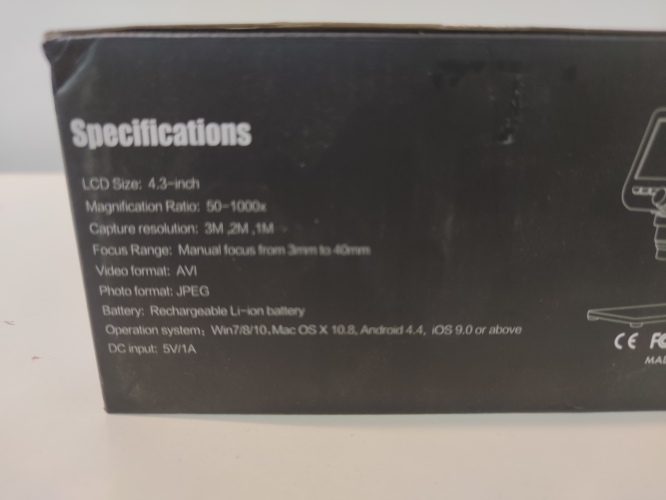 Specifications
LCD Size: 4.3-inch
Magnification Ratio: 50-1000x
Capture resolution: 3M ,2M ,1M
Focus Range: Manual focus from 3mm to 40mm
Video format: AVI
Photo format: JPEG
Battery: Rechargeable Li-ion battery
Operation system: Win7/8/10, Mac OS X 10.8, Android 4.4, iOS 9.0 or above
DC input: 5V/1A
CE